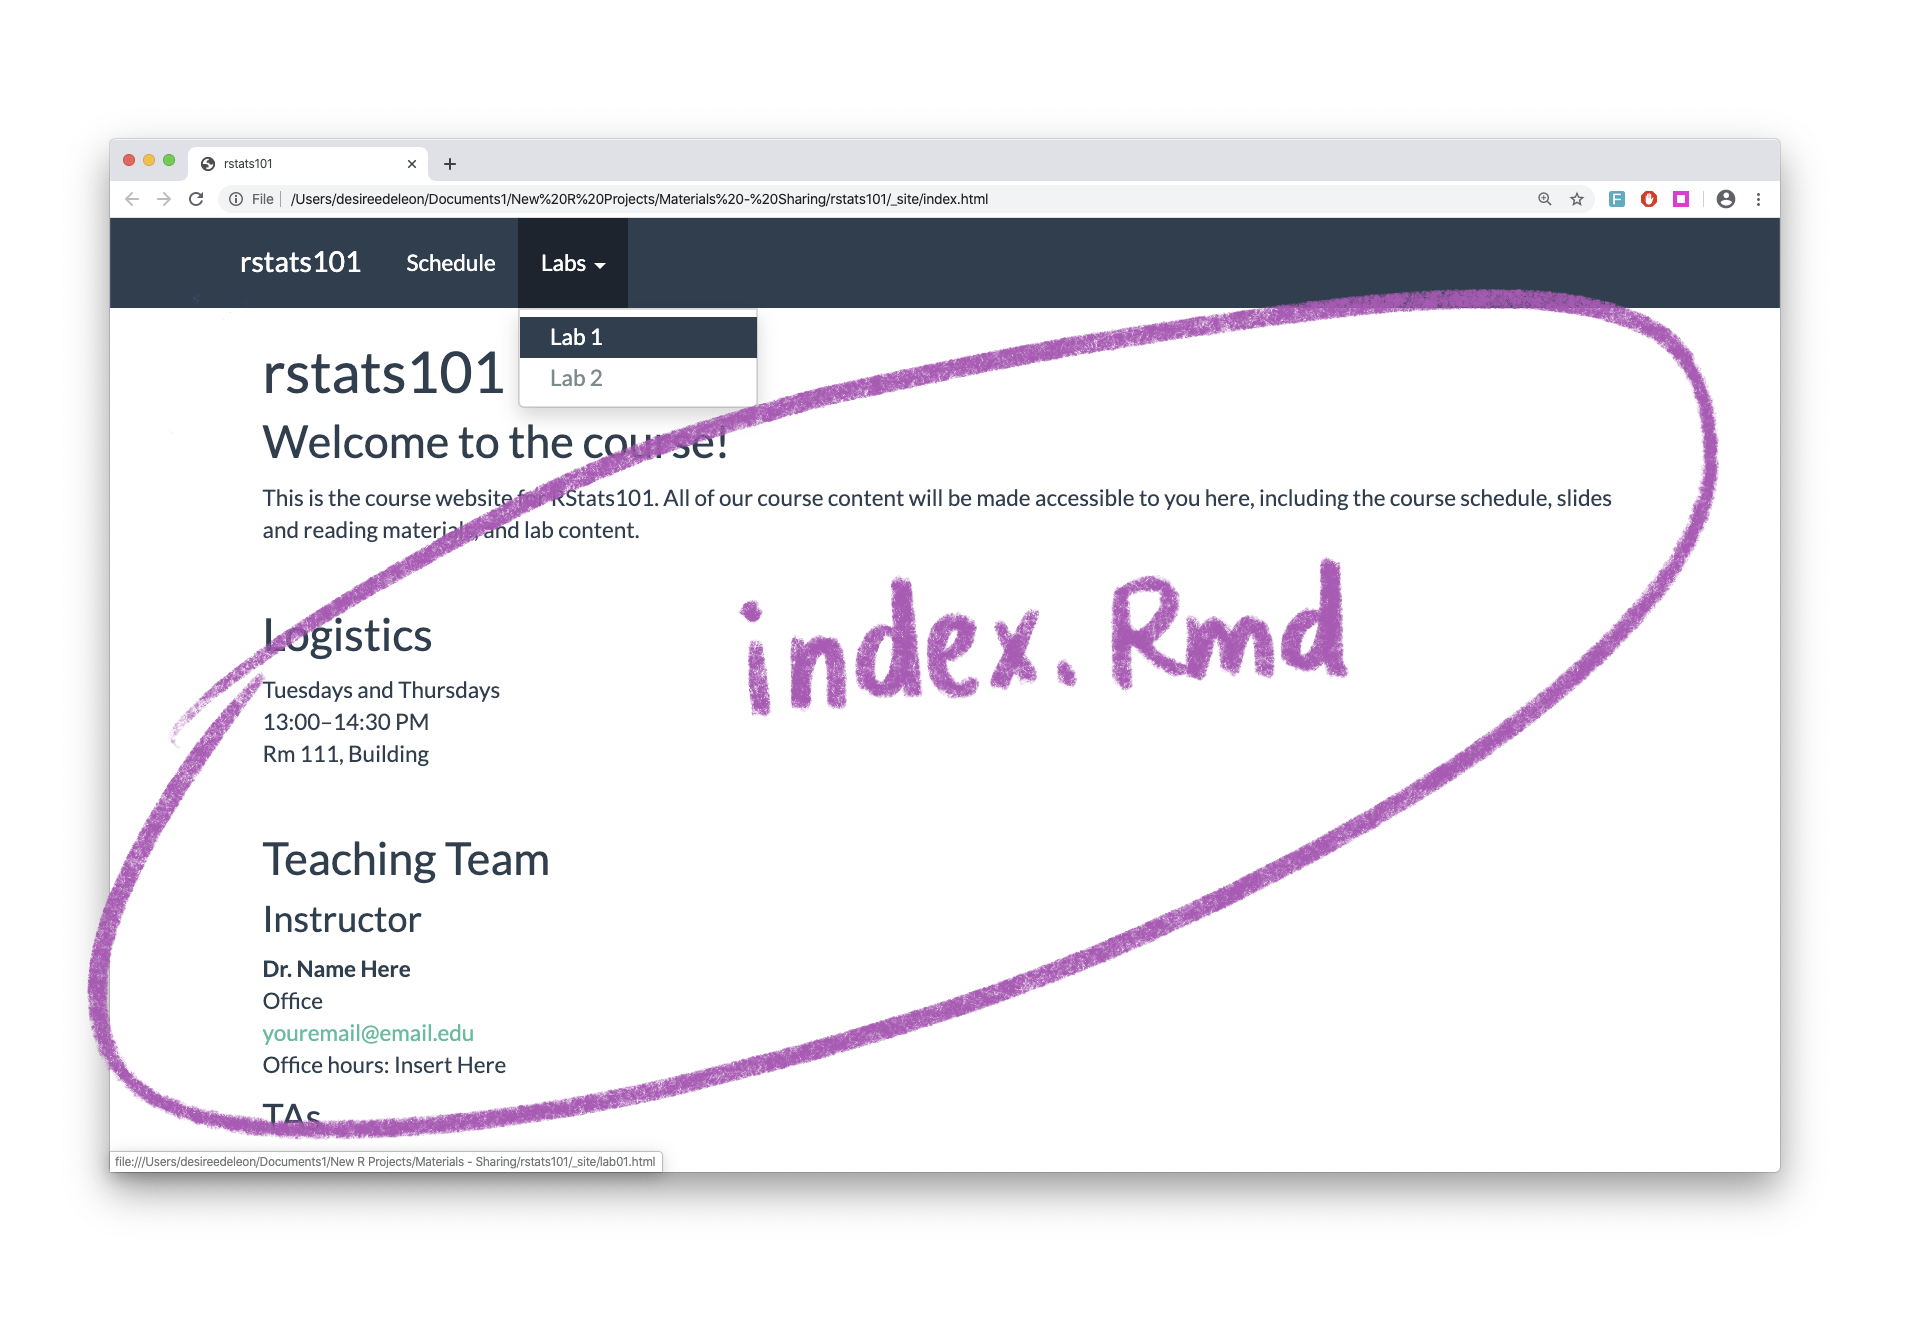 rstats101
File /Users/desireedeleon/Documents1/New%20R%20Projects/Materials%20-%20Sharing/rstats101/_site/index.html
rstats101 Schedule Labs
Lab 1
Lab 2
rstats101
Welcome to the course!
This is the course website for RStats101. All of our course content will be made accessible to you here, including the course schedule, slides
and reading materials, and lab content.
index.Rmd
Logistics
Tuesdays and Thursdays
13:00–14:30 PM
Rm 111, Building
Teaching Team
Instructor
Dr. Name Here
Office
youremail@email.edu
Office hours: Insert Here
TAs
file:///Users/desireedeleon/Documents1/New R Projects/Materials - Sharing/rstats101/_site/lab01.html